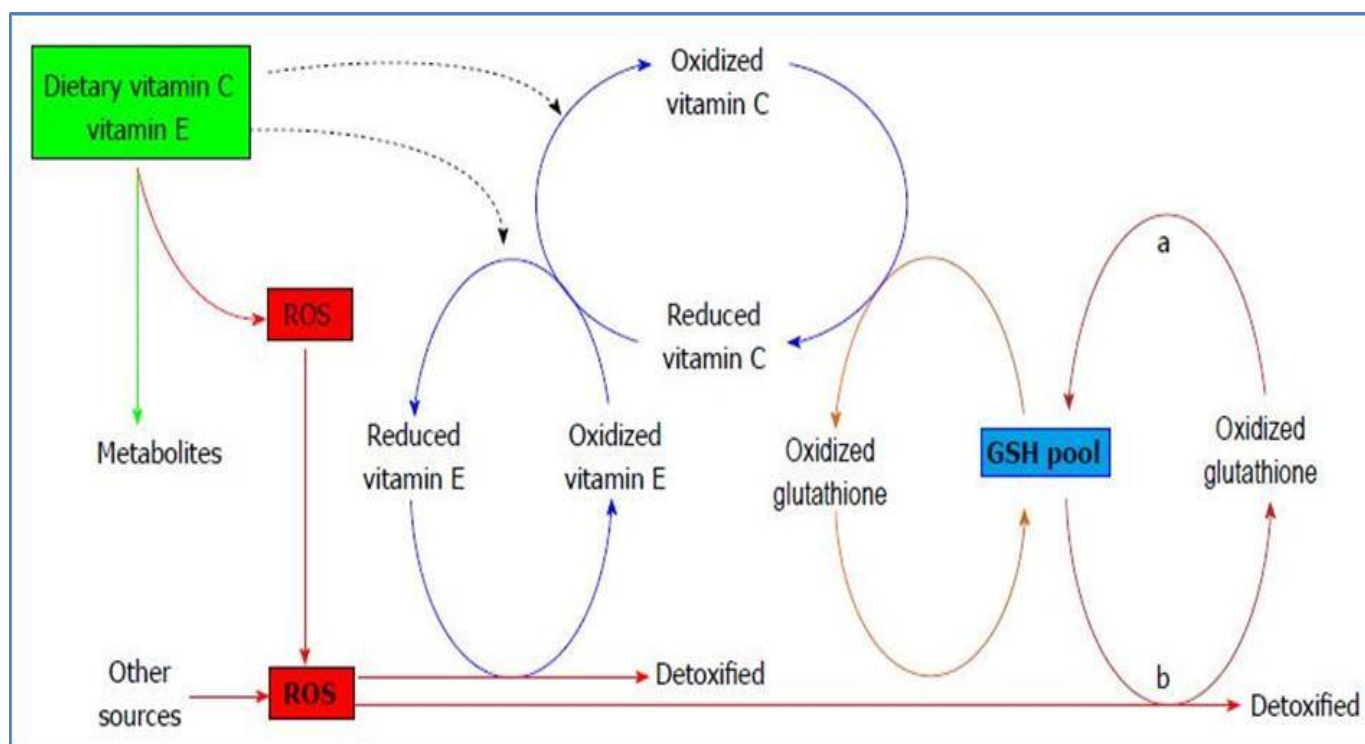 Dietary vitamin C
vitamin E
Oxidized
vitamin C
a
ROS
Reduced
vitamin C
Metabolites
Reduced
vitamin E
Oxidized
vitamin E
Oxidized
glutathione
GSH pool
Oxidized
glutathione
Other
sources
ROS
Detoxified
b
Detoxified